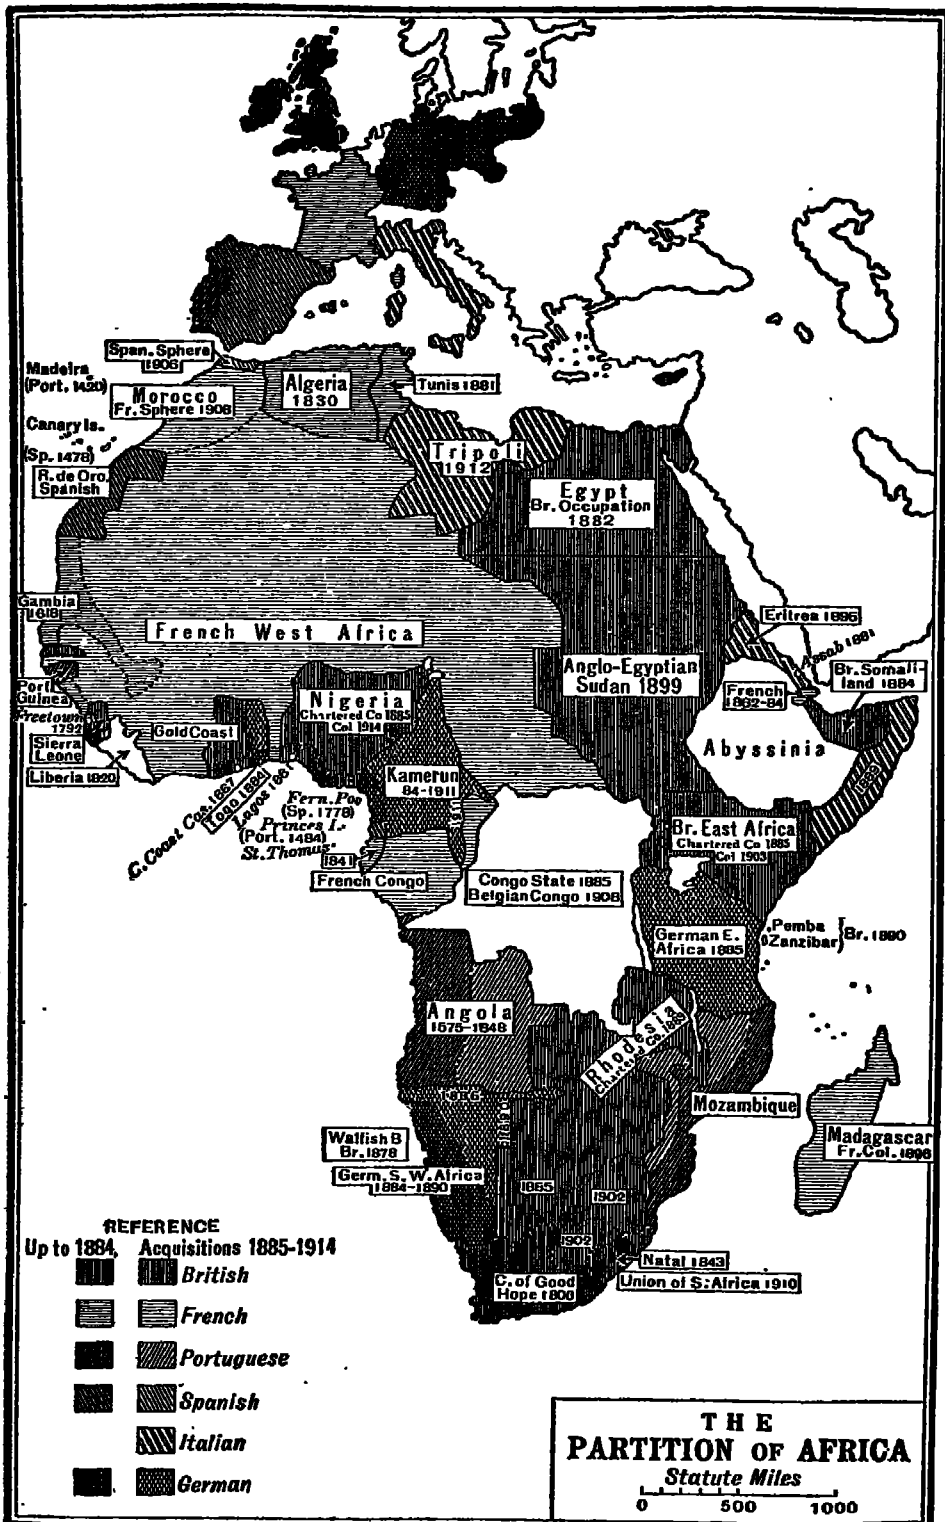 Span. Sphere
1906
Madeira
(Port. 1420)
Algeria
1830
Tunis 1881
Morocco
Fr. Sphere 1906
Canary Is.
(Sp. 1478)
Tripoli
1912
R. de Oro,
Spanish
Egypt
Br. Occupation
1882
Gambia
1618
Eritrea 1896
Assab 1881
French West Africa
Anglo-Egyptian
Sudan 1899
Br. Somali-
land 1884
French
1862-84
Port.
Guinea
Nigeria
Chartered Co 1885
Col 1914
Freetown
1792
Gold Coast
Abyssinia
Sierra
Leone
Liberia 1820
Kamerun
84-1911
1911
G. Coast Cas. 1667
Togo 1884
Lagos 1861
Fern. Poo
(Sp. 1778)
Princes I.
(Port. 1484)
St. Thomas
1841
French Congo
Br. East Africa
Chartered Co 1885
Col 1903
Congo State 1885
Belgian Congo 1908
German E.
Africa 1885
Pemba
Zanzibar } Br. 1890
Angola
1575-1848
Rhodesia
Chartered Co. 1889
Mozambique
Madagascar
Fr. Col. 1896
Walfish B
Br. 1878
Germ. S. W. Africa
1884-1890
1885
1902
1902
Natal 1843
C. of Good
Hope 1806
Union of S. Africa 1910
REFERENCE
Up to 1884. Acquisitions 1885-1914
British
French
Portuguese
Spanish
Italian
German
THE
PARTITION OF AFRICA
Statute Miles
0 500 1000